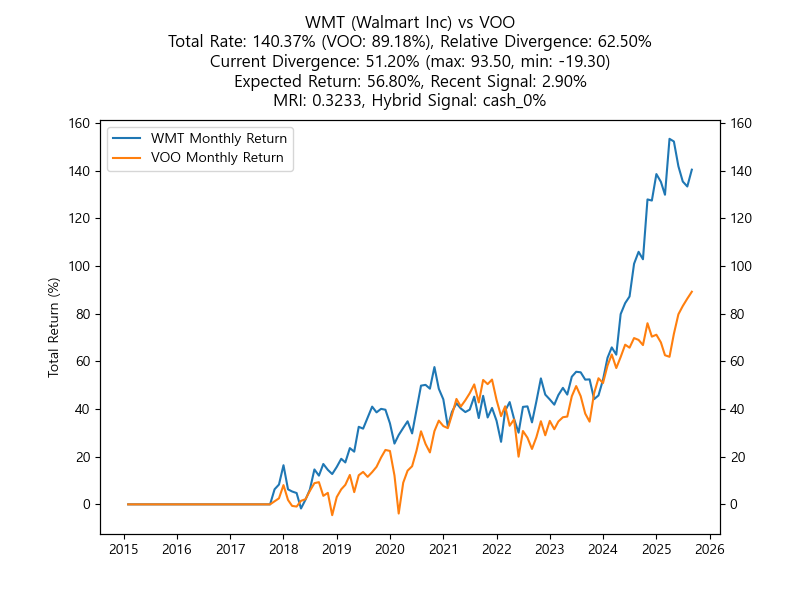 WMT (Walmart Inc) vs VOO
Total Rate: 140.37% (VOO: 89.18%), Relative Divergence: 62.50%
Current Divergence: 51.20% (max: 93.50, min: -19.30)
Expected Return: 56.80%, Recent Signal: 2.90%
MRI: 0.3233, Hybrid Signal: cash_0%
WMT Monthly Return
VOO Monthly Return
Total Return (%)
160
140
120
100
80
60
40
20
0
160
140
120
100
80
60
40
20
0
2015 2016 2017 2018 2019 2020 2021 2022 2023 2024 2025 2026